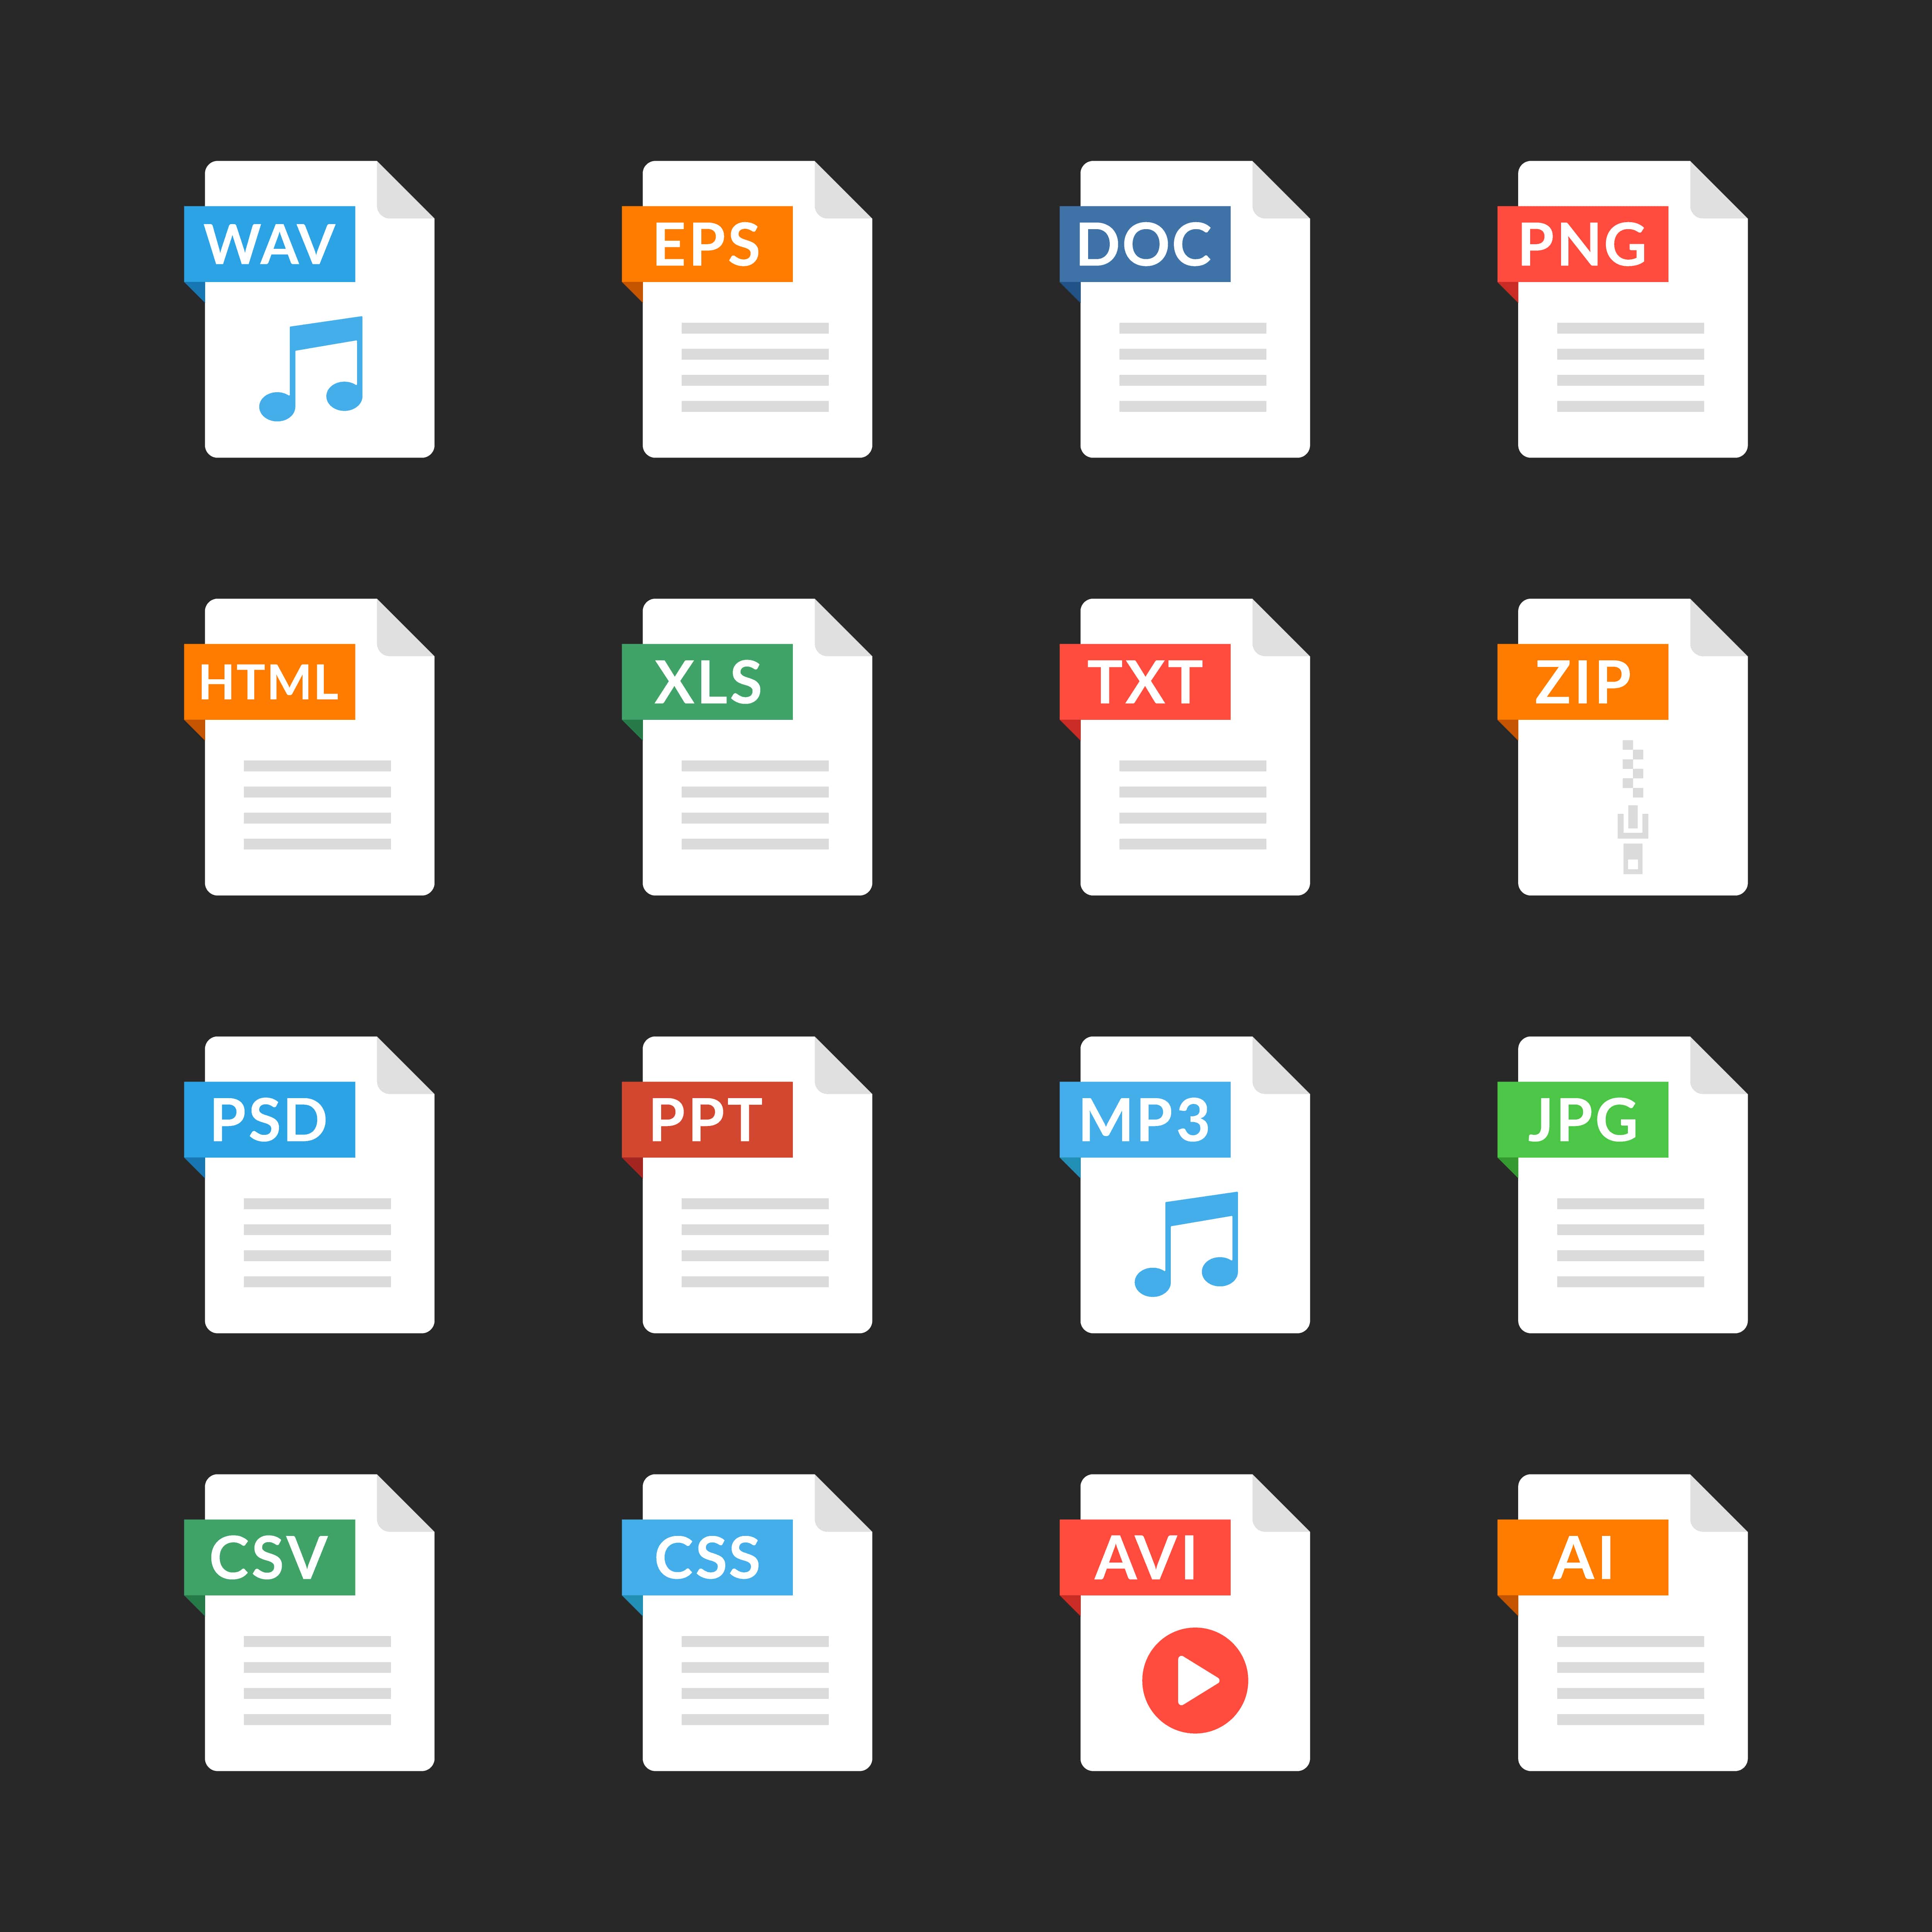 WAV
EPS
DOC
PNG
HTML
XLS
TXT
ZIP
PSD
PPT
MP3
JPG
CSV
CSS
AVI
AI